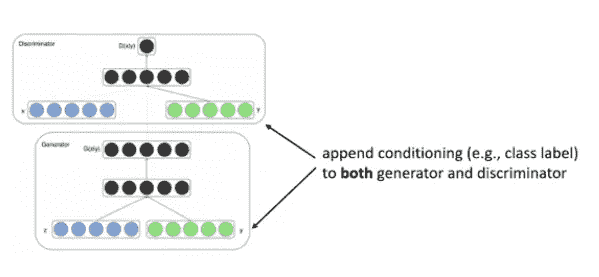 Discriminator
D(x|y)
x
y
Generator
G(z|y)
z
y
append conditioning (e.g., class label)
to both generator and discriminator